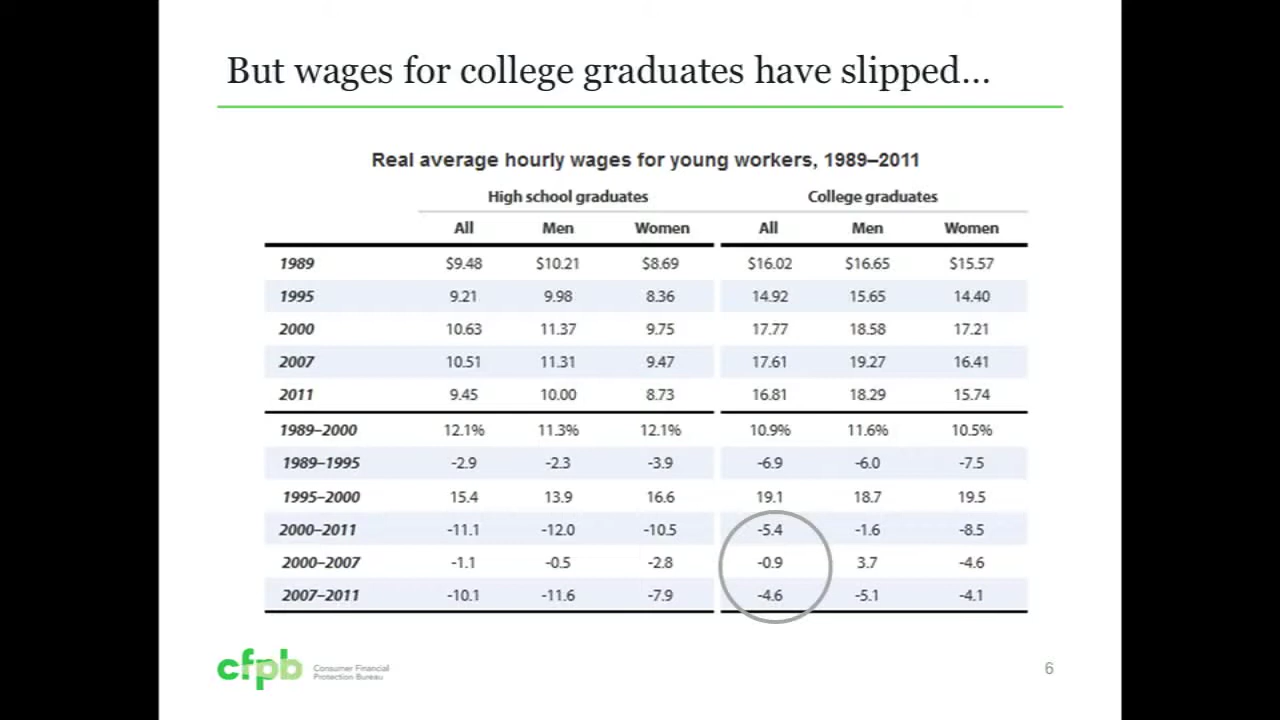 But wages for college graduates have slipped...
Real average hourly wages for young workers, 1989–2011
High school graduates College graduates
All Men Women All Men Women
1989 $9.48 $10.21 $8.69 $16.02 $16.65 $15.57
1995 9.21 9.98 8.36 14.92 15.65 14.40
2000 10.63 11.37 9.75 17.77 18.58 17.21
2007 10.51 11.31 9.47 17.61 19.27 16.41
2011 9.45 10.00 8.73 16.81 18.29 15.74
1989–2000 12.1% 11.3% 12.1% 10.9% 11.6% 10.5%
1989–1995 -2.9 -2.3 -3.9 -6.9 -6.0 -7.5
1995–2000 15.4 13.9 16.6 19.1 18.7 19.5
2000–2011 -11.1 -12.0 -10.5 -5.4 -1.6 -8.5
2000–2007 -1.1 -0.5 -2.8 -0.9 3.7 -4.6
2007–2011 -10.1 -11.6 -7.9 -4.6 -5.1 -4.1
cfpb Consumer Financial
Protection Bureau
6